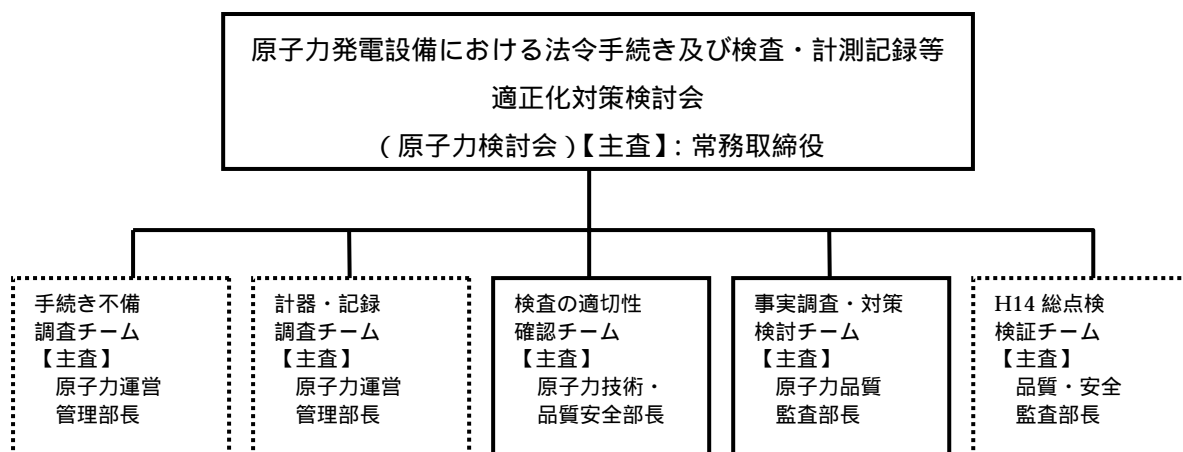 原子力発電設備における法令手続き及び検査・計測記録等
適正化対策検討会
(原子力検討会)【主査】:常務取締役
手続き不備
調査チーム
【主査】
原子力運営
管理部長
計器・記録
調査チーム
【主査】
原子力運営
管理部長
検査の適切性
確認チーム
【主査】
原子力技術・
品質安全部長
事実調査・対策
検討チーム
【主査】
原子力品質
監査部長
H14 総点検
検証チーム
【主査】
品質・安全
監査部長